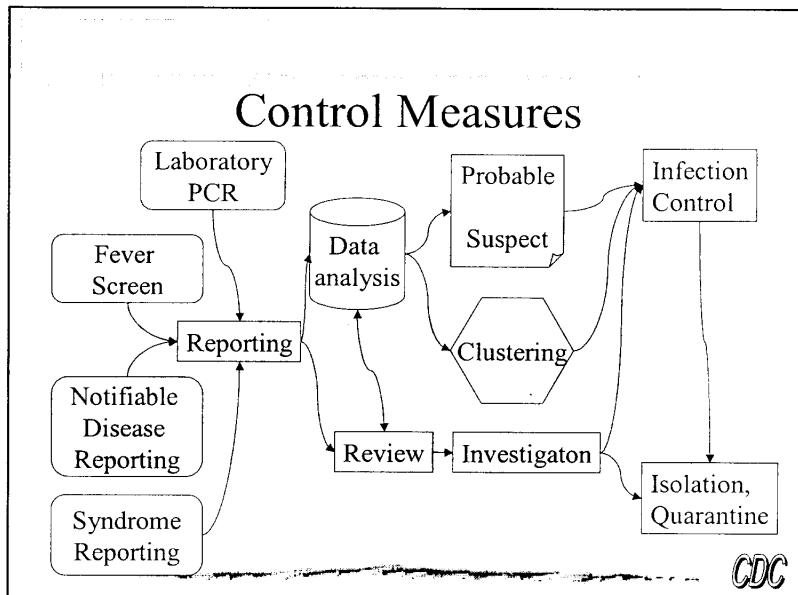 Control Measures
Laboratory
PCR
Fever
Screen
Notifiable
Disease
Reporting
Syndrome
Reporting
Reporting
Data
analysis
Review
Probable
Suspect
Clustering
Investigaton
Infection
Control
Isolation,
Quarantine
CDC